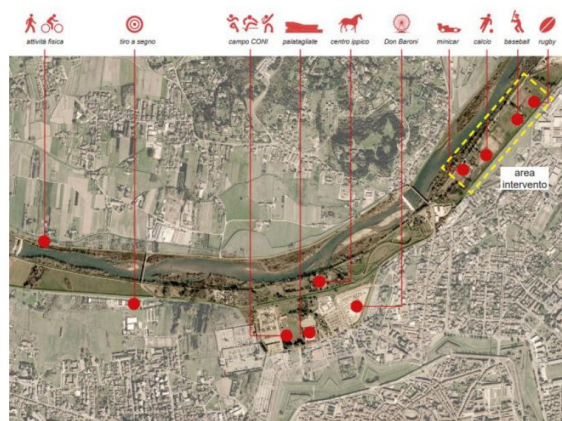 attività fisica
tiro a segno
campo CONI
palatagliate
centro ippico
Don Baroni
minicar
calcio
baseball
rugby
area
intervento